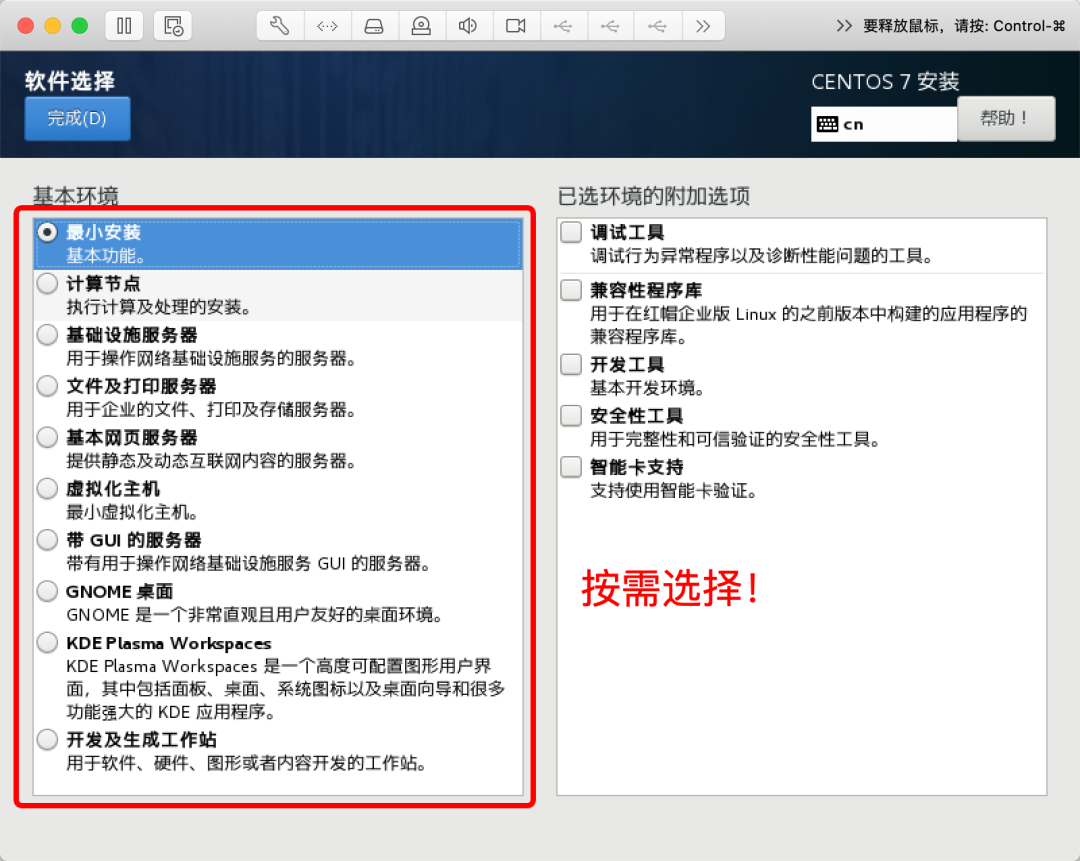 要释放鼠标，请按: Control-⌘
软件选择
完成(D)
CENTOS 7 安装
cn
帮助！
基本环境
最小安装
基本功能。
计算节点
执行计算及处理的安装。
基础设施服务器
用于操作网络基础设施服务的服务器。
文件及打印服务器
用于企业的文件、打印及存储服务器。
基本网页服务器
提供静态及动态互联网内容的服务器。
虚拟化主机
最小虚拟化主机。
带 GUI 的服务器
带有用于操作网络基础设施服务 GUI 的服务器。
GNOME 桌面
GNOME 是一个非常直观且用户友好的桌面环境。
KDE Plasma Workspaces
KDE Plasma Workspaces 是一个高度可配置图形用户界
面，其中包括面板、桌面、系统图标以及桌面向导和很多
功能强大的 KDE 应用程序。
开发及生成工作站
用于软件、硬件、图形或者内容开发的工作站。
已选环境的附加选项
调试工具
调试行为异常程序以及诊断性能问题的工具。
兼容性程序库
用于在红帽企业版 Linux 的之前版本中构建的应用程序的
兼容程序库。
开发工具
基本开发环境。
安全性工具
用于完整性和可信验证的安全性工具。
智能卡支持
支持使用智能卡验证。
按需选择！